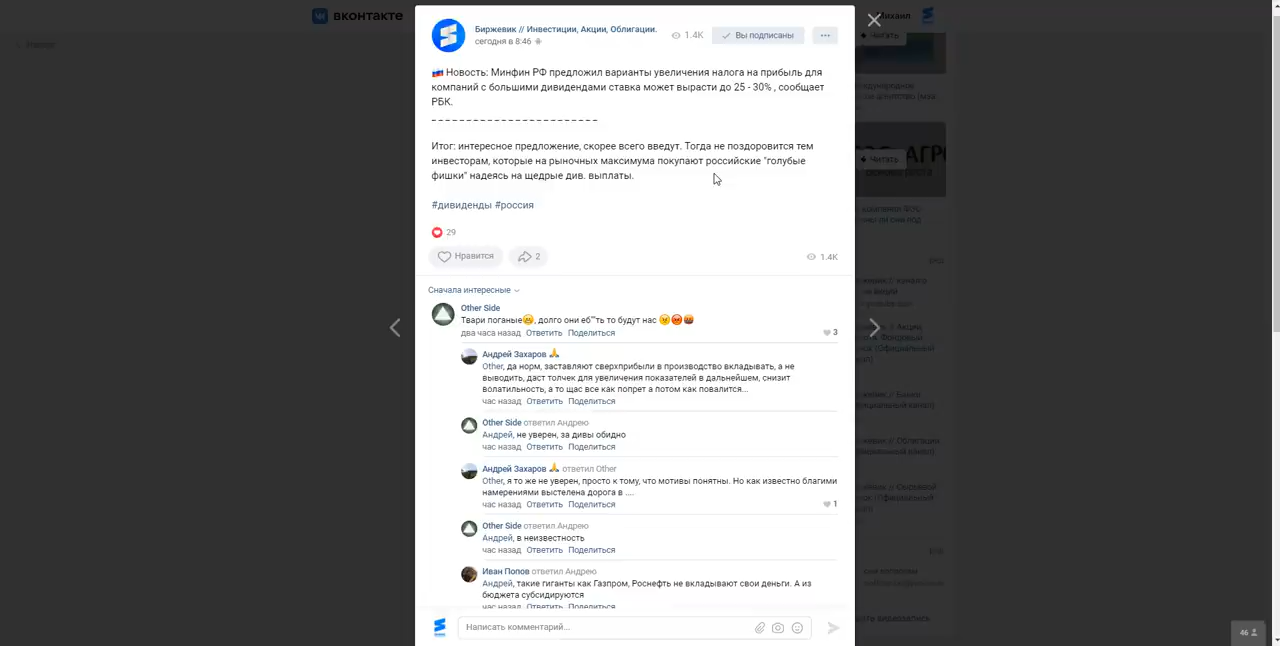 вконтакте
Михаил
Назад
Биржевик // Инвестиции, Акции, Облигации.
сегодня в 8:46
1.4K
Вы подписаны
Новость: Минфин РФ предложил варианты увеличения налога на прибыль для
компаний с большими дивидендами ставка может вырасти до 25 - 30% , сообщает
РБК.
_ _ _ _ _ _ _ _ _ _ _ _ _ _ _ _ _ _ _ _ _ _ _ _
Итог: интересное предложение, скорее всего введут. Тогда не поздоровится тем
инвесторам, которые на рыночных максимума покупают российские "голубые
фишки" надеясь на щедрые див. выплаты.
#дивиденды #россия
29
Нравится
2
1.4K
Сначала интересные
Other Side
Твари поганые😬, долго они еб""ть то будут нас 😠😡🤬
два часа назад Ответить Поделиться
3
Андрей Захаров 🙏
Other, да норм, заставляют сверхприбыли в производство вкладывать, а не
выводить, даст толчек для увеличения показателей в дальнейшем, снизит
волатильность, а то щас все как попрет а потом как повалится...
час назад Ответить Поделиться
Other Side ответил Андрею
Андрей, не уверен, за дивы обидно
час назад Ответить Поделиться
Андрей Захаров 🙏 ответил Other
Other, я то же не уверен, просто к тому, что мотивы понятны. Но как известно благими
намерениями выстелена дорога в ....
час назад Ответить Поделиться
1
Other Side ответил Андрею
Андрей, в неизвестность
час назад Ответить Поделиться
Иван Попов ответил Андрею
Андрей, такие гиганты как Газпром, Роснефть не вкладывают свои деньги. А из
бюджета субсидируются
час назад Ответить Поделиться
Написать комментарий...
Читать
Читать
46